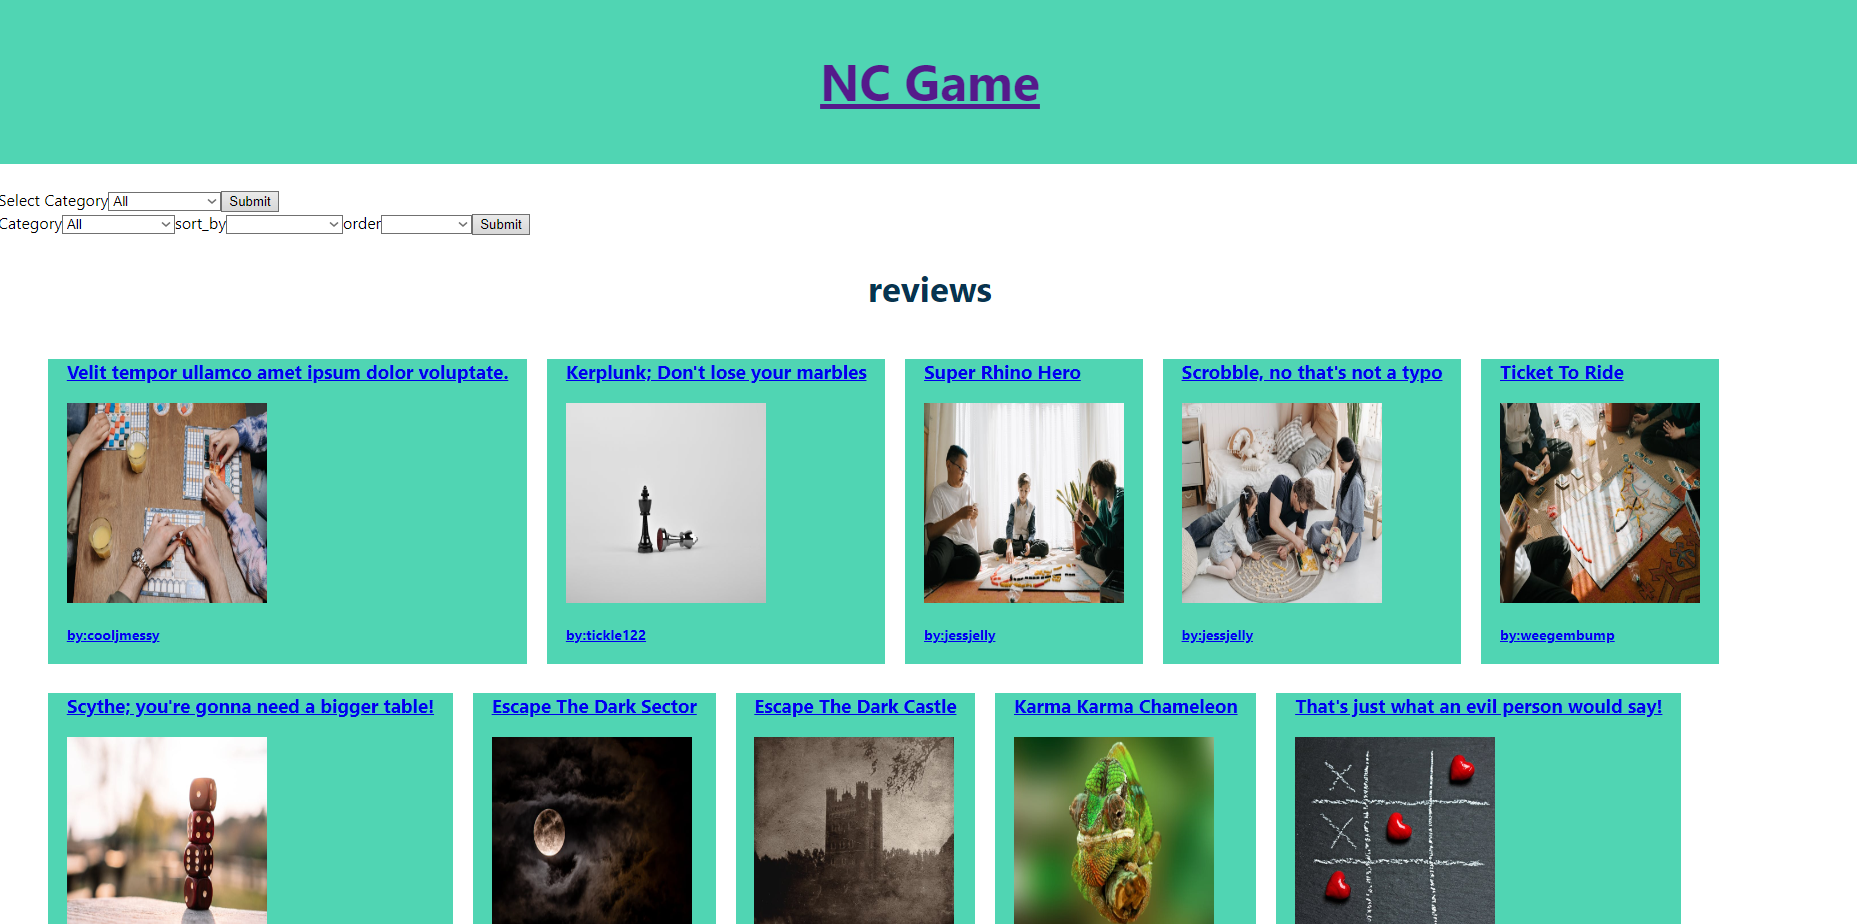 NC Game
Select Category All Submit
Category All sort_by order Submit
reviews
Velit tempor ullamco amet ipsum dolor voluptate.
Kerplunk; Don't lose your marbles
Super Rhino Hero
Scrobble, no that's not a typo
Ticket To Ride
by:cooljmessy
by:tickle122
by:jessjelly
by:jessjelly
by:weegembump
Scythe; you're gonna need a bigger table!
Escape The Dark Sector
Escape The Dark Castle
Karma Karma Chameleon
That's just what an evil person would say!